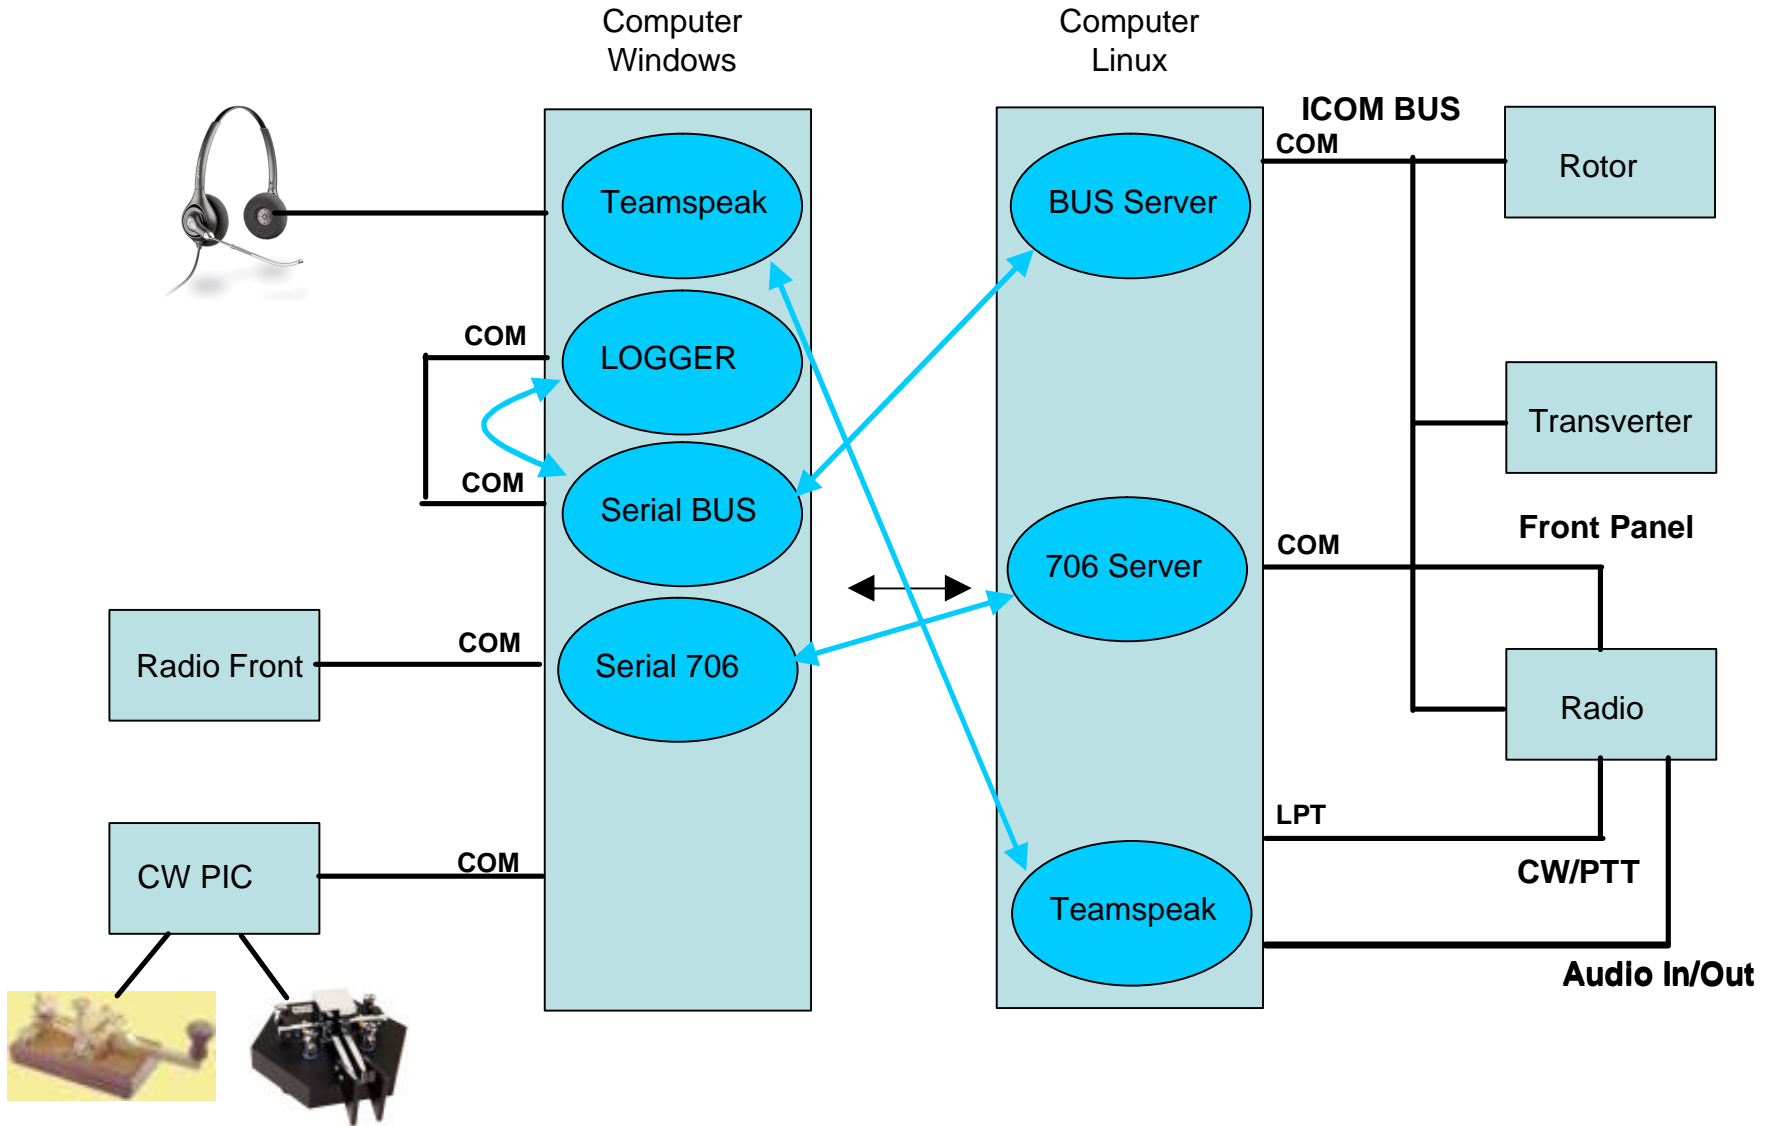 Computer
Windows
Computer
Linux
ICOM BUS
COM
Rotor
Teamspeak
BUS Server
COM
LOGGER
Transverter
COM
Serial BUS
Front Panel
COM
706 Server
COM
Radio Front
Serial 706
Radio
LPT
COM
CW PIC
CW/PTT
Teamspeak
Audio In/Out